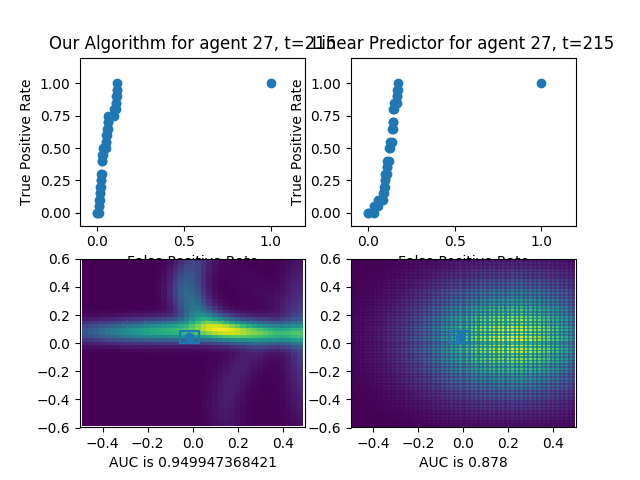 Our Algorithm for agent 27, t=215
Linear Predictor for agent 27, t=215
True Positive Rate
1.00
0.75
0.50
0.25
0.00
0.0 0.5 1.0
False Positive Rate
True Positive Rate
1.00
0.75
0.50
0.25
0.00
0.0 0.5 1.0
False Positive Rate
0.6
0.4
0.2
0.0
−0.2
−0.4
−0.6
−0.4 −0.2 0.0 0.2 0.4
AUC is 0.949947368421
0.6
0.4
0.2
0.0
−0.2
−0.4
−0.6
−0.4 −0.2 0.0 0.2 0.4
AUC is 0.878